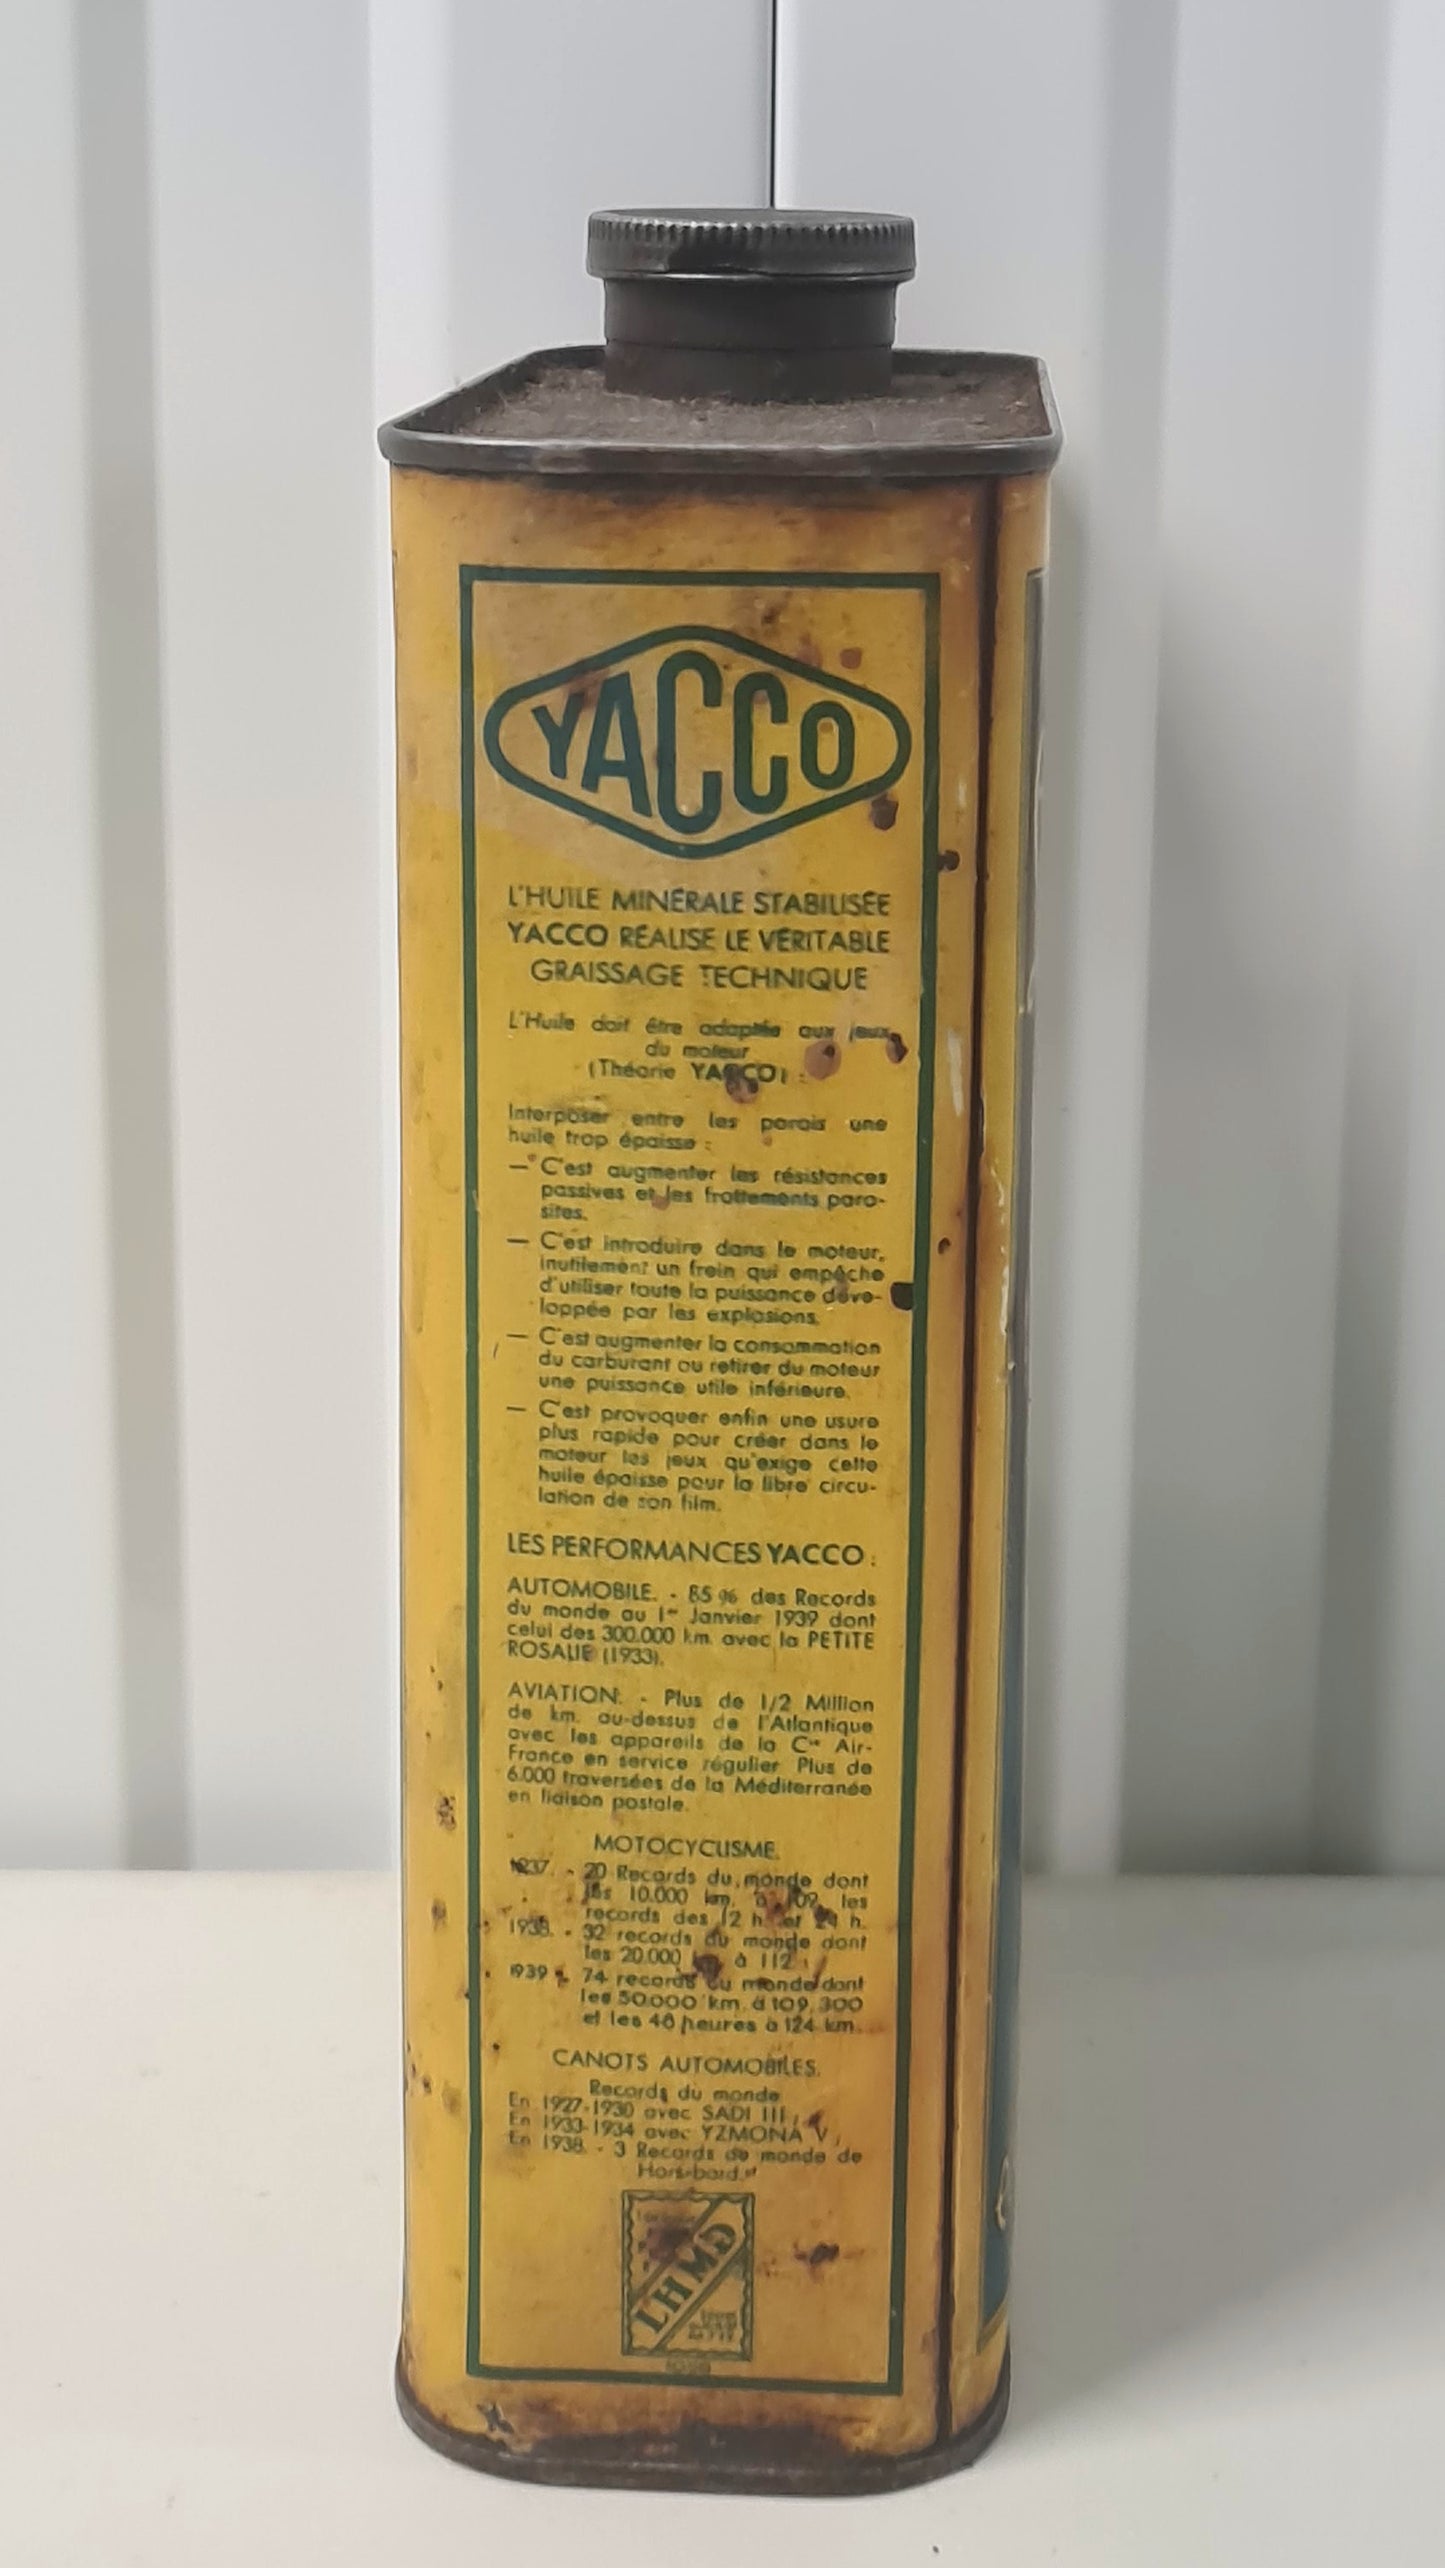 YACCO
L'HUILE MINÉRALE STABILISÉE
YACCO RÉALISE LE VÉRITABLE
GRAISSAGE TECHNIQUE
L'Huile doit être adaptée aux jeux
du moteur
(Théorie YACCO) :
Interposer entre les parois une
huile trop épaisse :
— C'est augmenter les résistances
passives et les frottements para-
sites.
— C'est introduire dans le moteur,
inutilement un frein qui empêche
d'utiliser toute la puissance déve-
loppée par les explosions.
— C'est augmenter la consommation
du carburant ou retirer du moteur
une puissance utile inférieure.
— C'est provoquer enfin une usure
plus rapide pour créer dans le
moteur les jeux qu'exige cette
huile épaisse pour la libre circu-
lation de son film.
LES PERFORMANCES YACCO :
AUTOMOBILE. - 85 % des Records
du monde au 1er Janvier 1939 dont
celui des 300.000 km. avec la PETITE
ROSALIE (1933).
AVIATION. - Plus de 1/2 Million
de km. au-dessus de l'Atlantique
avec les appareils de la Cie Air-
France en service régulier Plus de
6.000 traversées de la Méditerranée
en liaison postale.
MOTOCYCLISME.
1937. - 20 Records du monde dont
les 10.000 km. à 109, les
records des 12 h. et 24 h.
1938. - 32 records du monde dont
les 20.000 km. à 112
1939 - 74 records du monde dont
les 50.000 km. à 109,300
et les 48 heures à 124 km.
CANOTS AUTOMOBILES.
Records du monde
En 1927-1930 avec SADI III,
En 1933-1934 avec YZMONA V,
En 1938. - 3 Records de monde de
Hors-bord.
LHMD